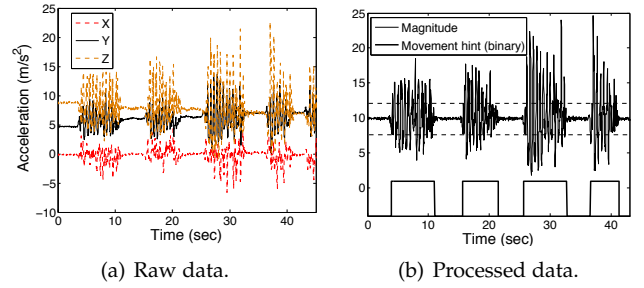 X
Y
Z
Acceleration (m/s²)
25
20
15
10
5
0
−5
−10
0 10 20 30 40
Time (sec)
(a) Raw data.
Magnitude
Movement hint (binary)
25
20
15
10
5
0
0 10 20 30 40
Time (sec)
(b) Processed data.